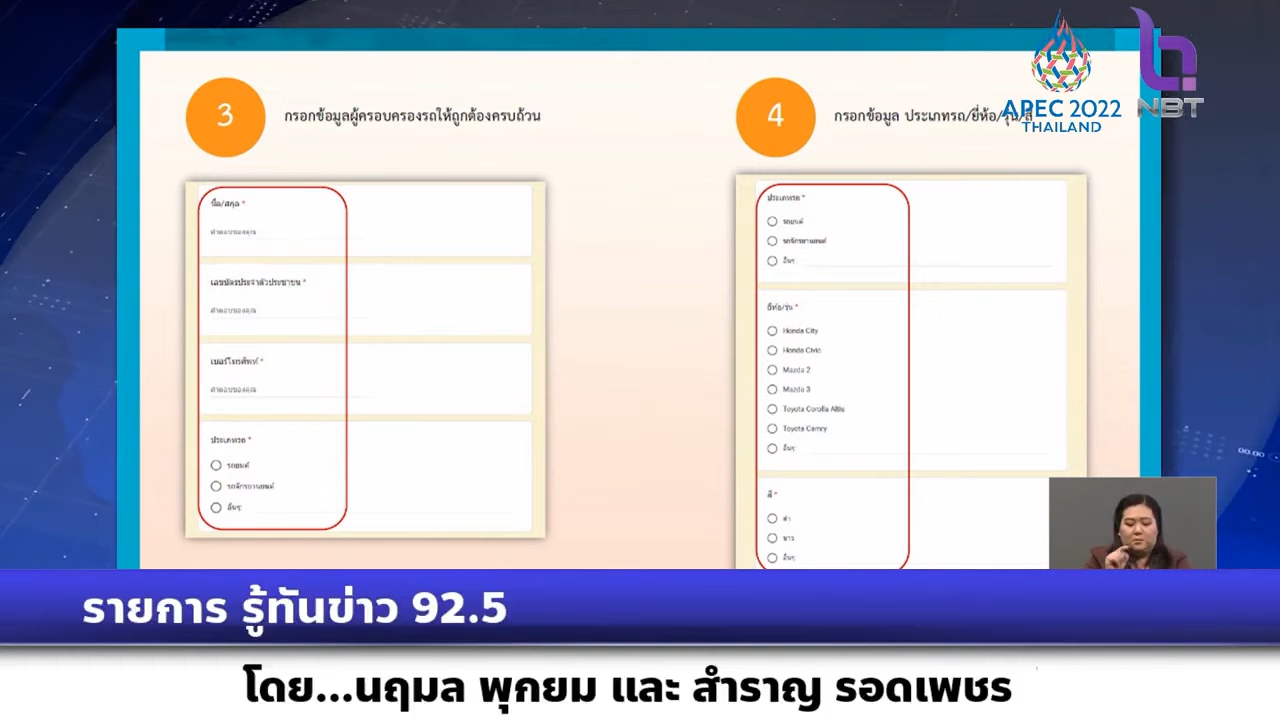 3
กรอกข้อมูลผู้ครอบครองรถให้ถูกต้องครบถ้วน
ชื่อ/สกุล *
คำตอบของคุณ
เลขบัตรประจำตัวประชาชน *
คำตอบของคุณ
เบอร์โทรศัพท์ *
คำตอบของคุณ
ประเภทรถ *
รถยนต์
รถจักรยานยนต์
อื่นๆ:
4
กรอกข้อมูล ประเภทรถ/ยี่ห้อ/รุ่น/สี
ประเภทรถ *
รถยนต์
รถจักรยานยนต์
อื่นๆ:
ยี่ห้อ/รุ่น *
Honda City
Honda Civic
Mazda 2
Mazda 3
Toyota Corolla Altis
Toyota Camry
อื่นๆ:
สี *
ดำ
ขาว
อื่นๆ:
APEC 2022
THAILAND
NBT
00.00
รายการ รู้ทันข่าว 92.5
โดย...นฤมล พุกยม และ สำราญ รอดเพชร